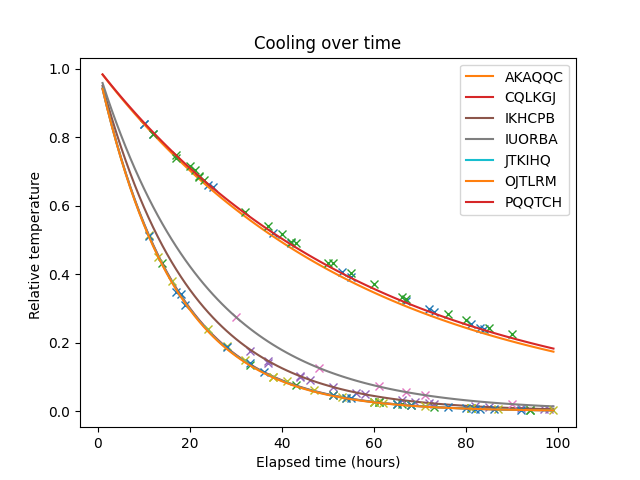 Cooling over time
1.0
0.8
0.6
0.4
0.2
0.0
Relative temperature
0
20
40
60
80
100
Elapsed time (hours)
AKAQQC
CQLKGJ
IKHCPB
IUORBA
JTKIHQ
OJTLRM
PQQTCH